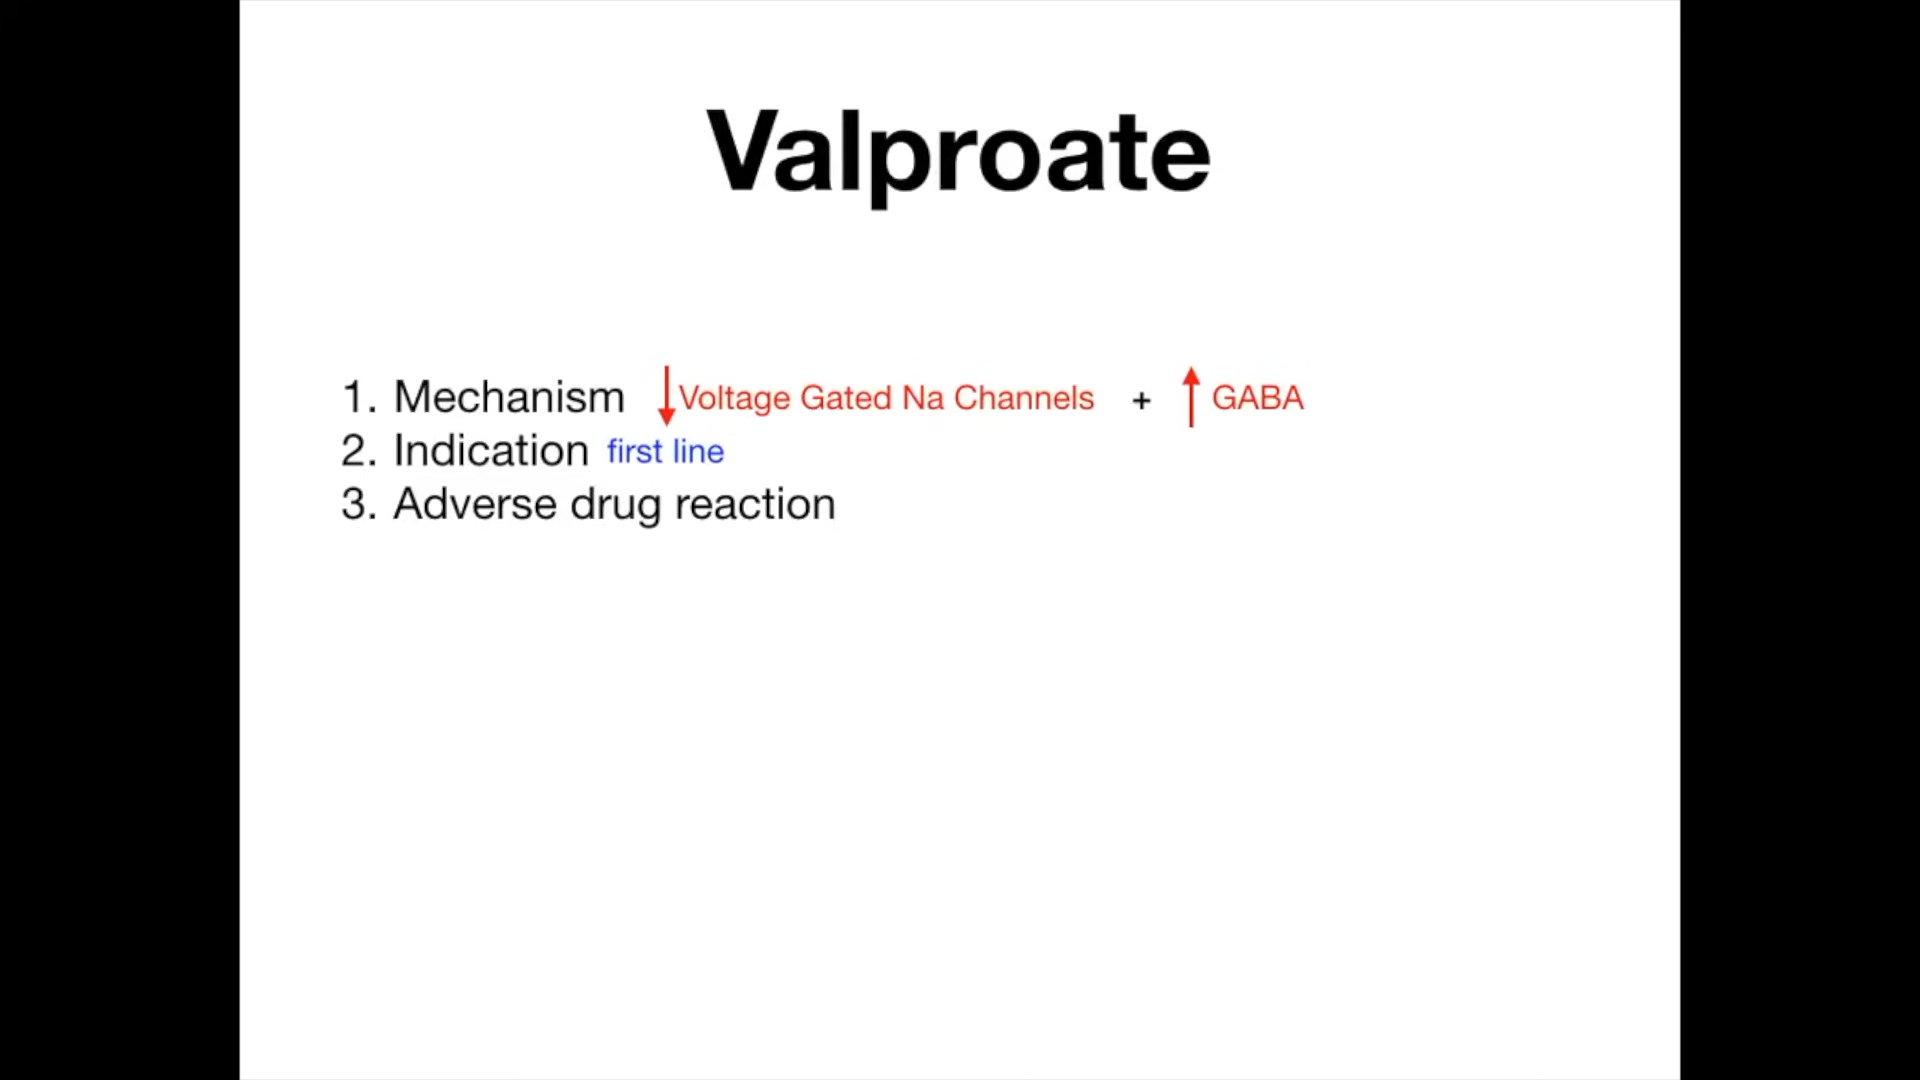 Valproate
1. Mechanism ↓ Voltage Gated Na Channels + ↑ GABA
2. Indication first line
3. Adverse drug reaction